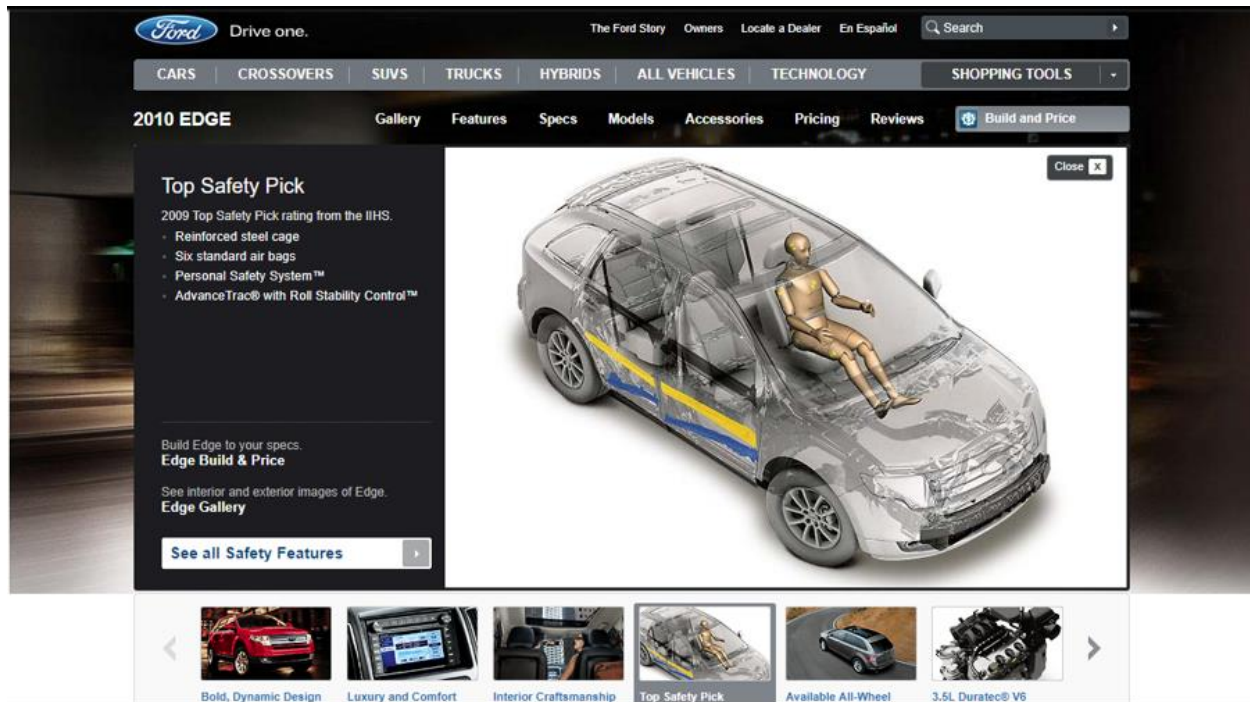 Ford Drive one.
The Ford Story Owners Locate a Dealer En Español Search
CARS CROSSOVERS SUVS TRUCKS HYBRIDS ALL VEHICLES TECHNOLOGY SHOPPING TOOLS
2010 EDGE Gallery Features Specs Models Accessories Pricing Reviews Build and Price
Close X
Top Safety Pick
2009 Top Safety Pick rating from the IIHS.
Reinforced steel cage
Six standard air bags
Personal Safety System™
AdvanceTrac® with Roll Stability Control™
Build Edge to your specs.
Edge Build & Price
See interior and exterior images of Edge.
Edge Gallery
See all Safety Features
Bold, Dynamic Design Luxury and Comfort Interior Craftsmanship Top Safety Pick Available All-Wheel 3.5L Duratec® V6